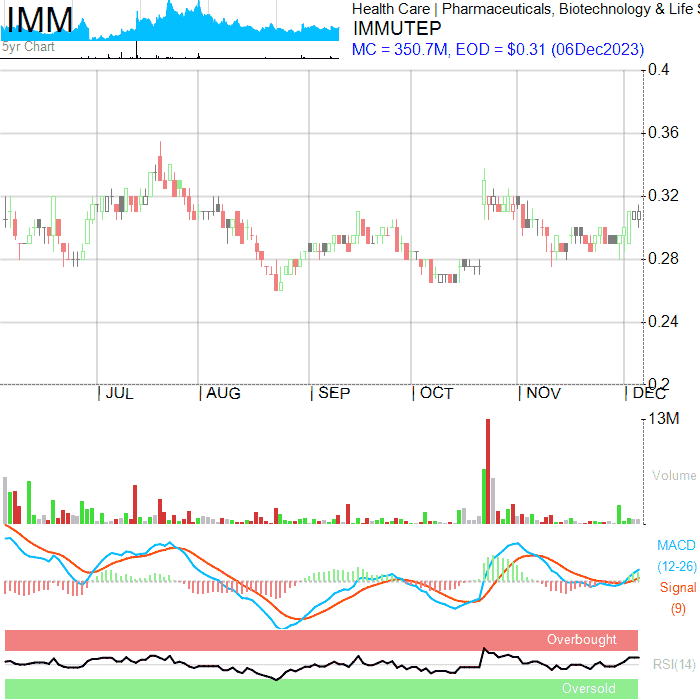 IMM
5yr Chart
Health Care | Pharmaceuticals, Biotechnology & Life S
IMMUTEP
MC = 350.7M, EOD = $0.31 (06Dec2023)
0.4
0.36
0.32
0.28
0.24
0.2
| JUL | AUG | SEP | OCT | NOV | DEC
13M
Volume
MACD
(12-26)
Signal
(9)
Overbought
RSI(14)
Oversold